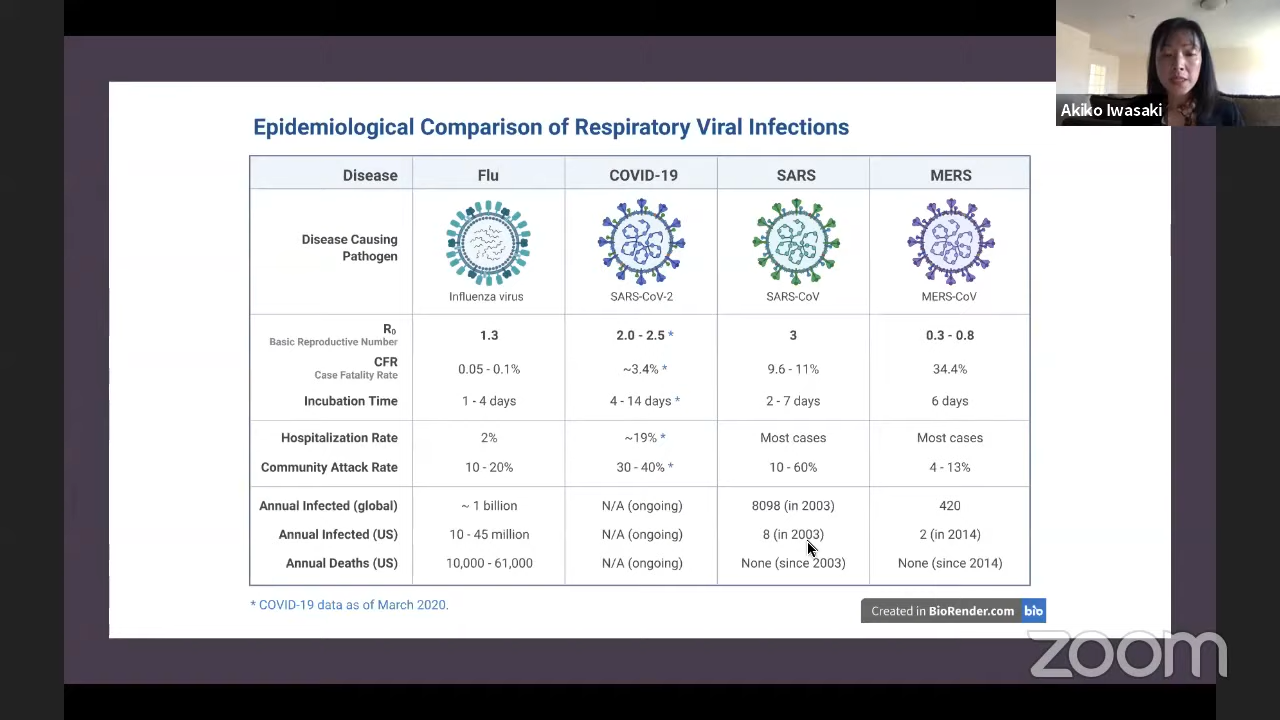 Akiko Iwasaki
Epidemiological Comparison of Respiratory Viral Infections
Disease Flu COVID-19 SARS MERS
Disease Causing
Pathogen
Influenza virus SARS-CoV-2 SARS-CoV MERS-CoV
R₀ 1.3 2.0 - 2.5 * 3 0.3 - 0.8
Basic Reproductive Number
CFR 0.05 - 0.1% ~3.4% * 9.6 - 11% 34.4%
Case Fatality Rate
Incubation Time 1 - 4 days 4 - 14 days * 2 - 7 days 6 days
Hospitalization Rate 2% ~19% * Most cases Most cases
Community Attack Rate 10 - 20% 30 - 40% * 10 - 60% 4 - 13%
Annual Infected (global) ~ 1 billion N/A (ongoing) 8098 (in 2003) 420
Annual Infected (US) 10 - 45 million N/A (ongoing) 8 (in 2003) 2 (in 2014)
Annual Deaths (US) 10,000 - 61,000 N/A (ongoing) None (since 2003) None (since 2014)
* COVID-19 data as of March 2020.
Created in BioRender.com bio
zoom